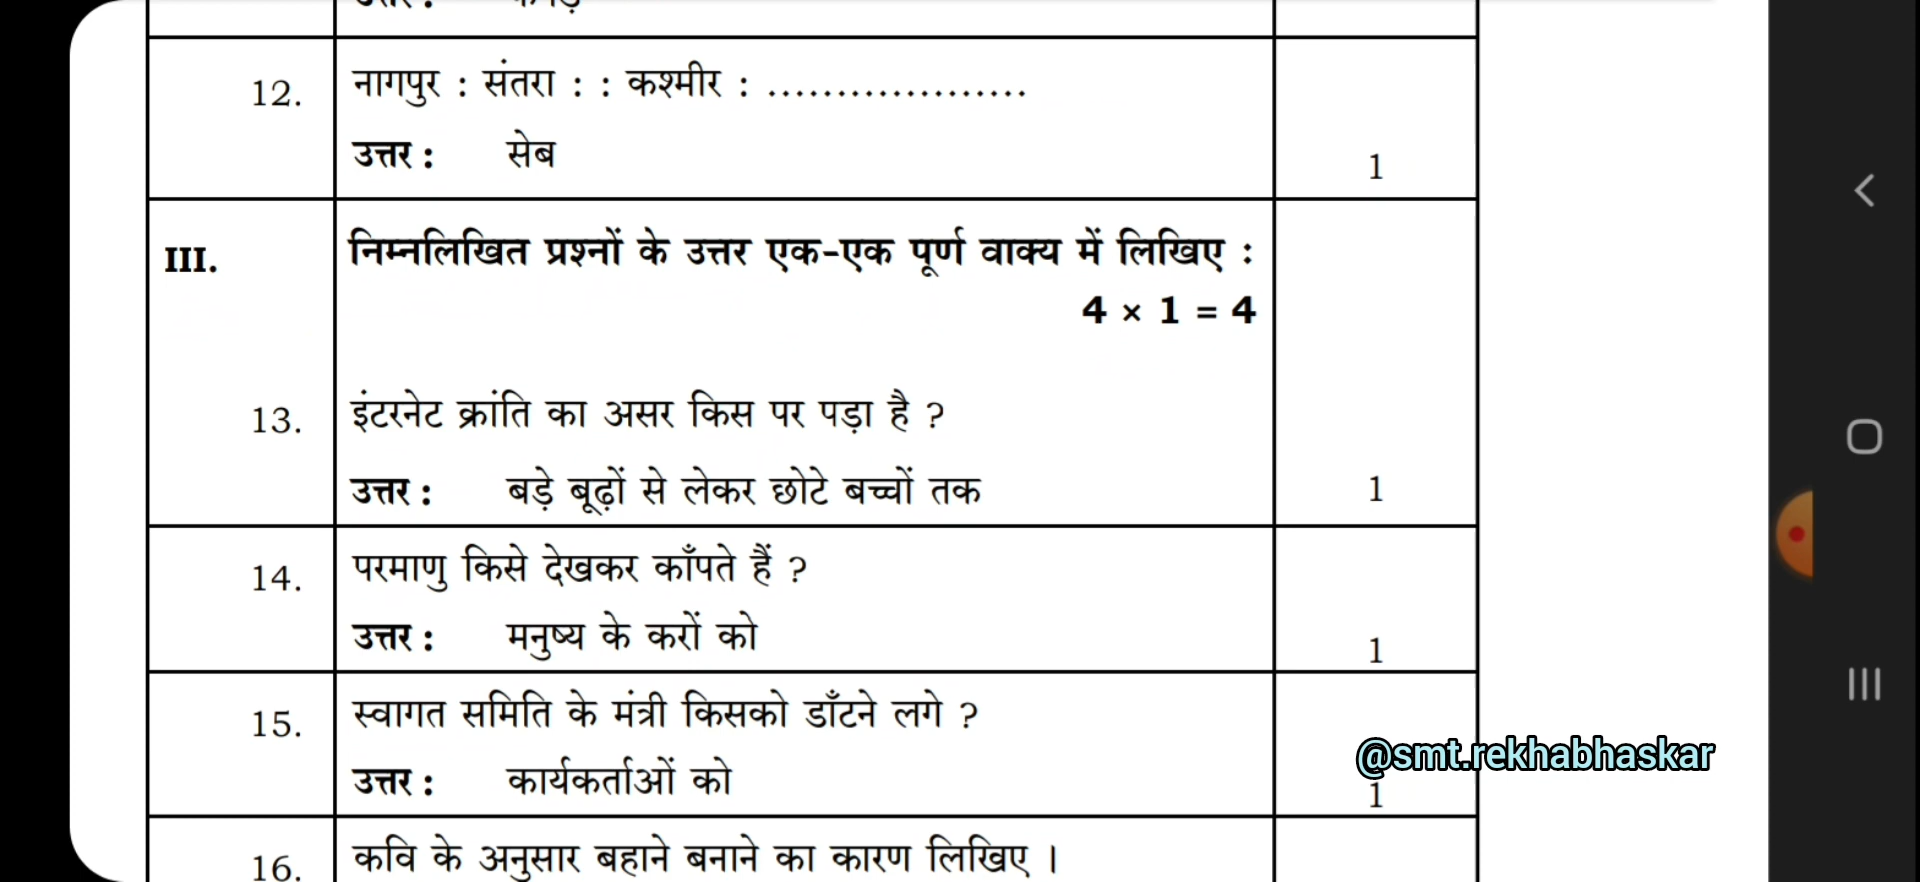 12.
नागपुर : संतरा : : कश्मीर : ...................
उत्तर : सेब
1
III.
निम्नलिखित प्रश्नों के उत्तर एक-एक पूर्ण वाक्य में लिखिए :
4 × 1 = 4
13.
इंटरनेट क्रांति का असर किस पर पड़ा है ?
उत्तर : बड़े बूढ़ों से लेकर छोटे बच्चों तक
1
14.
परमाणु किसे देखकर काँपते हैं ?
उत्तर : मनुष्य के करों को
1
15.
स्वागत समिति के मंत्री किसको डाँटने लगे ?
उत्तर : कार्यकर्ताओं को
@smt.rekhabhaskar
1
16.
कवि के अनुसार बहाने बनाने का कारण लिखिए ।